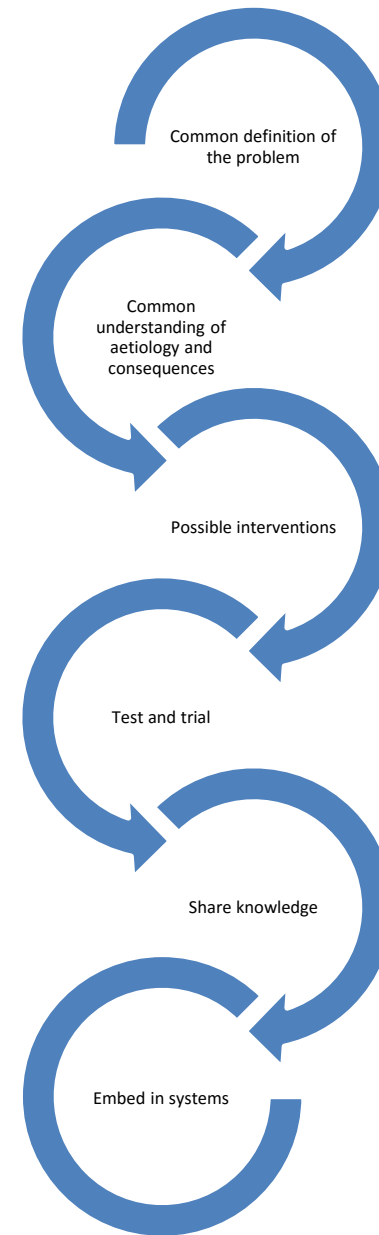 Common definition of
the problem
Common
understanding of
aetiology and
consequences
Possible interventions
Test and trial
Share knowledge
Embed in systems